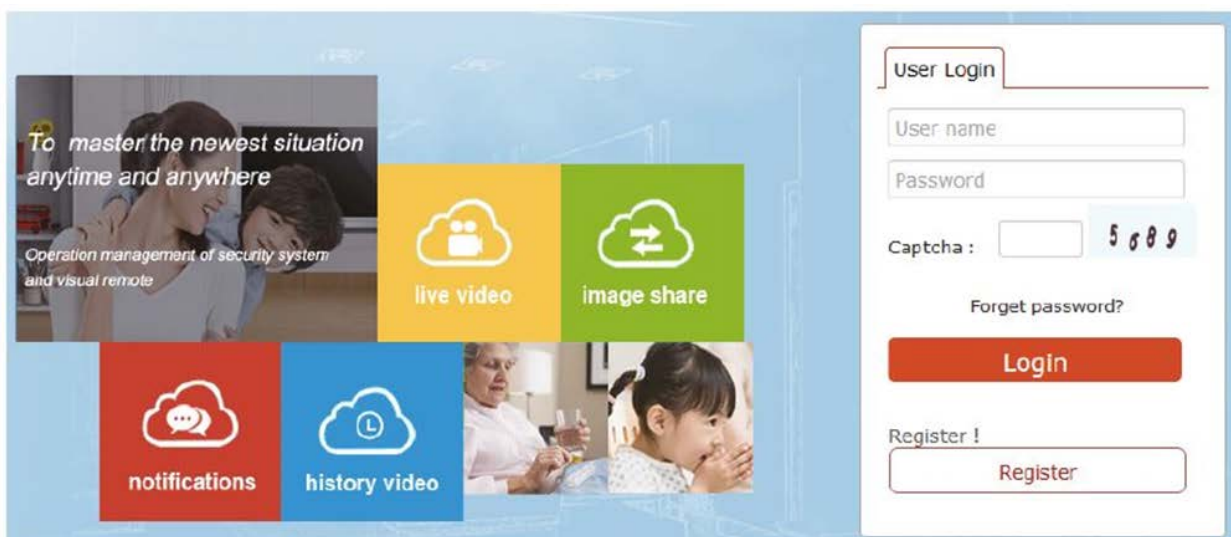 To master the newest situation
anytime and anywhere
Operation management of security system
and visual remote
live video
image share
notifications
history video
User Login
User name
Password
Captcha :
5689
Forget password?
Login
Register !
Register